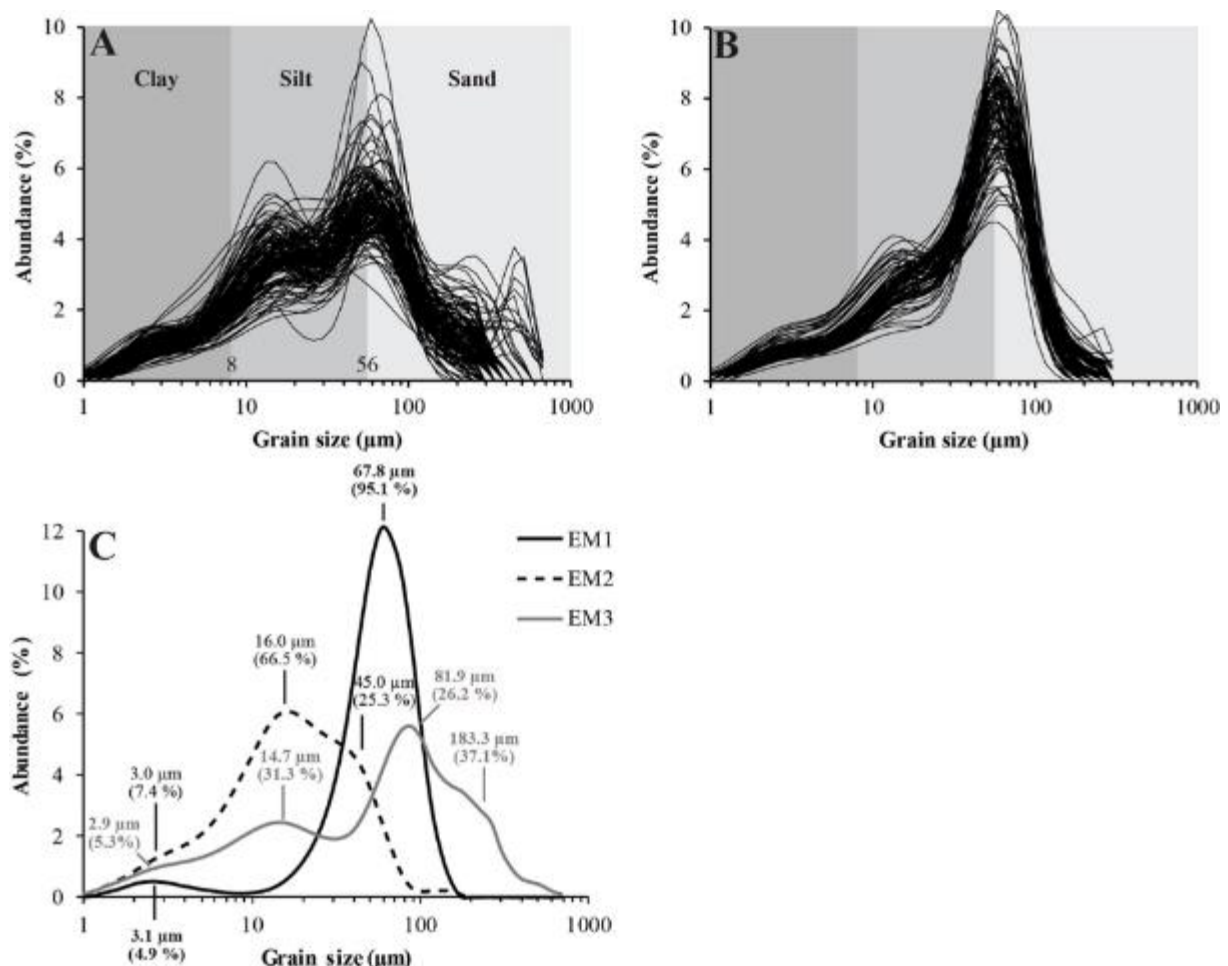 10
A
Clay
Silt
Sand
8
6
4
2
0
8
56
1
10
100
1000
Abundance (%)
Grain size (µm)
10
B
8
6
4
2
0
1
10
100
1000
Abundance (%)
Grain size (µm)
67.8 µm
(95.1 %)
12
C
EM1
EM2
EM3
10
8
16.0 µm
(66.5 %)
45.0 µm
(25.3 %)
81.9 µm
(26.2 %)
6
183.3 µm
(37.1%)
14.7 µm
(31.3 %)
4
3.0 µm
(7.4 %)
2.9 µm
(5.3%)
2
0
1
10
100
1000
3.1 µm
(4.9 %)
Abundance (%)
Grain size (µm)